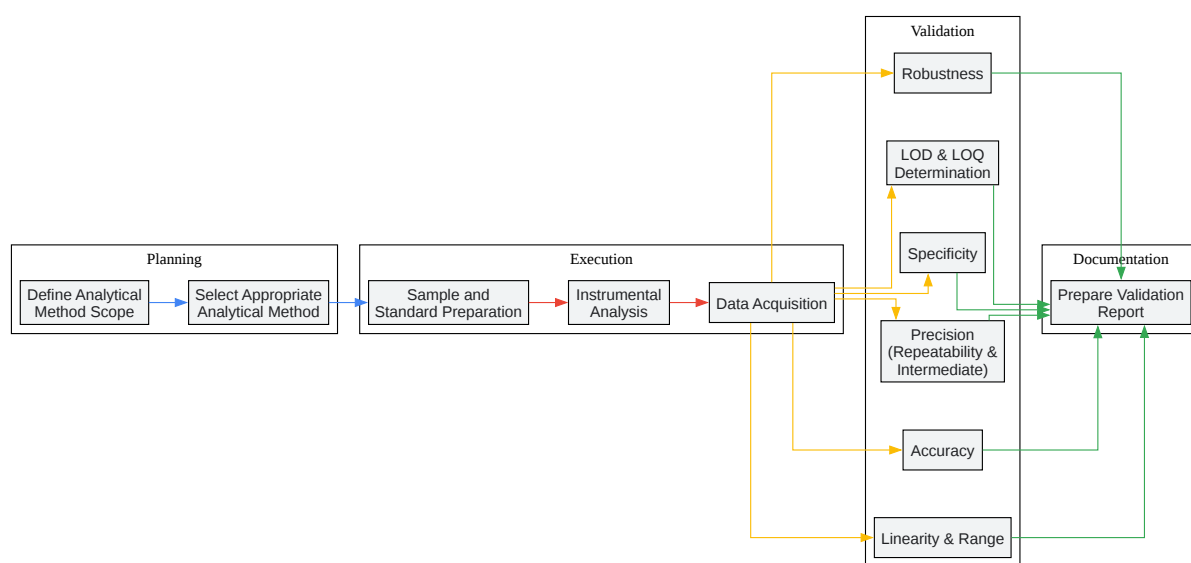 Planning
Define Analytical
Method Scope
Select Appropriate
Analytical Method
Execution
Sample and
Standard Preparation
Instrumental
Analysis
Data Acquisition
Validation
Robustness
LOD & LOQ
Determination
Specificity
Precision
(Repeatability &
Intermediate)
Accuracy
Linearity & Range
Documentation
Prepare Validation
Report